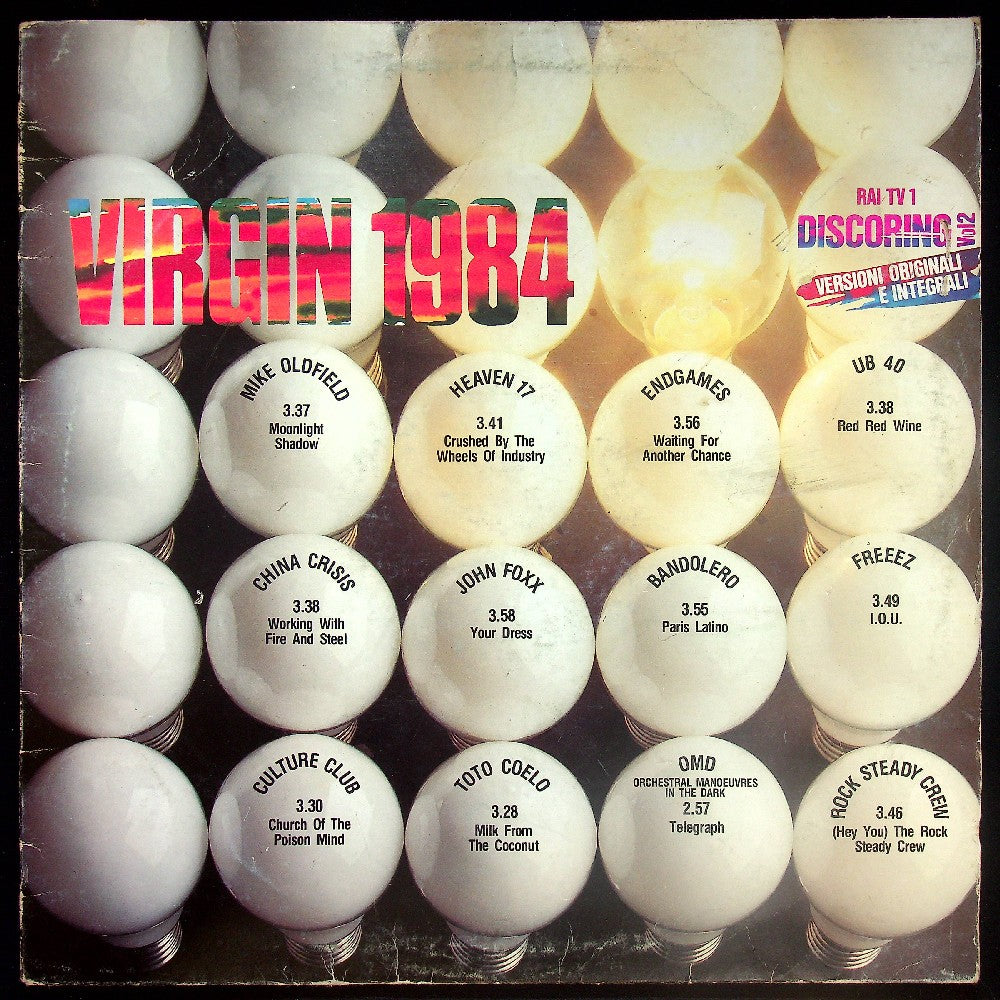 VIRGIN 1984
RAI TV 1
DISCORING Vol 2
VERSIONI ORIGINALI
E INTEGRALI
MIKE OLDFIELD
3.37
Moonlight
Shadow
HEAVEN 17
3.41
Crushed By The
Wheels Of Industry
ENDGAMES
3.56
Waiting For
Another Chance
UB 40
3.38
Red Red Wine
CHINA CRISIS
3.38
Working With
Fire And Steel
JOHN FOXX
3.58
Your Dress
BANDOLERO
3.55
Paris Latino
FREEEZ
3.49
I.O.U.
CULTURE CLUB
3.30
Church Of The
Poison Mind
TOTO COELO
3.28
Milk From
The Coconut
OMD
ORCHESTRAL MANOEUVRES
IN THE DARK
2.57
Telegraph
ROCK STEADY CREW
3.46
(Hey You) The Rock
Steady Crew